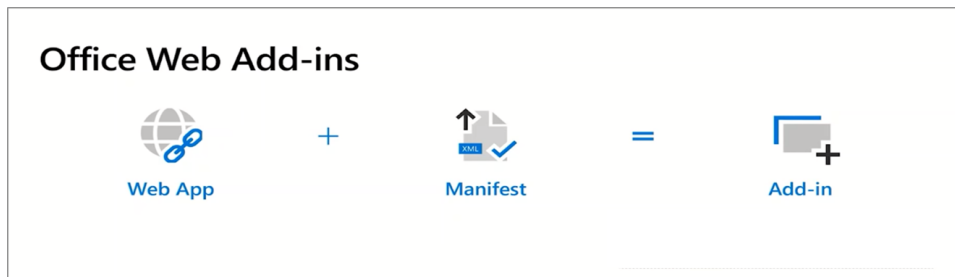 Office Web Add-ins
+ XML =
Web App Manifest Add-in